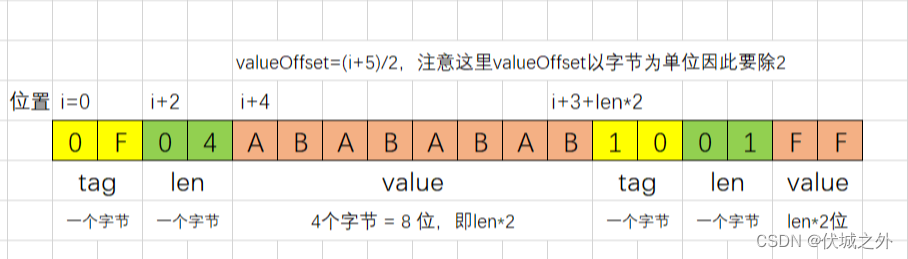 valueOffset=(i+5)/2，注意这里valueOffset以字节为单位因此要除2
位置 i=0 i+2 i+4 i+3+len*2
0 F 0 4 A B A B A B A B 1 0 0 1 F F
tag len value tag len value
一个字节 一个字节 4个字节 = 8 位，即len*2 一个字节 一个字节 len*2位
CSDN @伏城之外